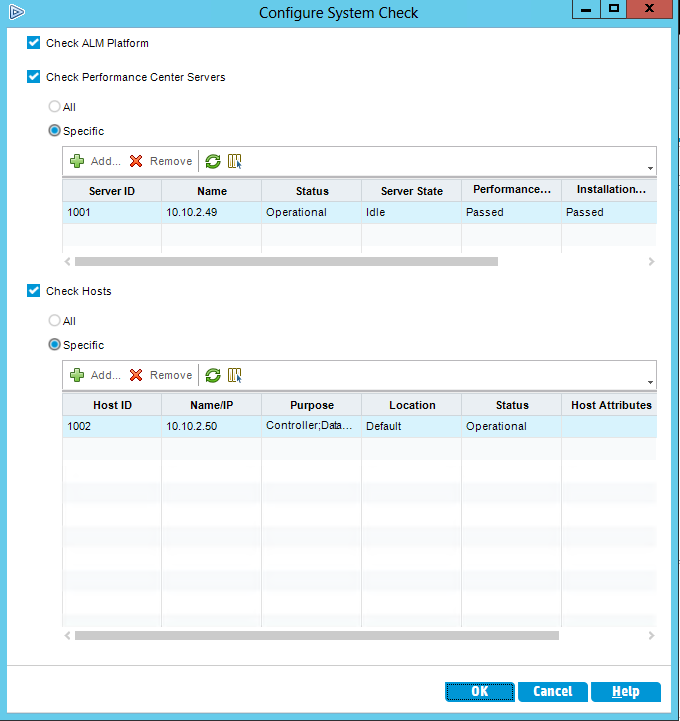 Configure System Check
Check ALM Platform
Check Performance Center Servers
All
Specific
Add... Remove
Server ID Name Status Server State Performance... Installation...
1001 10.10.2.49 Operational Idle Passed Passed
Check Hosts
All
Specific
Add... Remove
Host ID Name/IP Purpose Location Status Host Attributes
1002 10.10.2.50 Controller;Data... Default Operational
OK Cancel Help